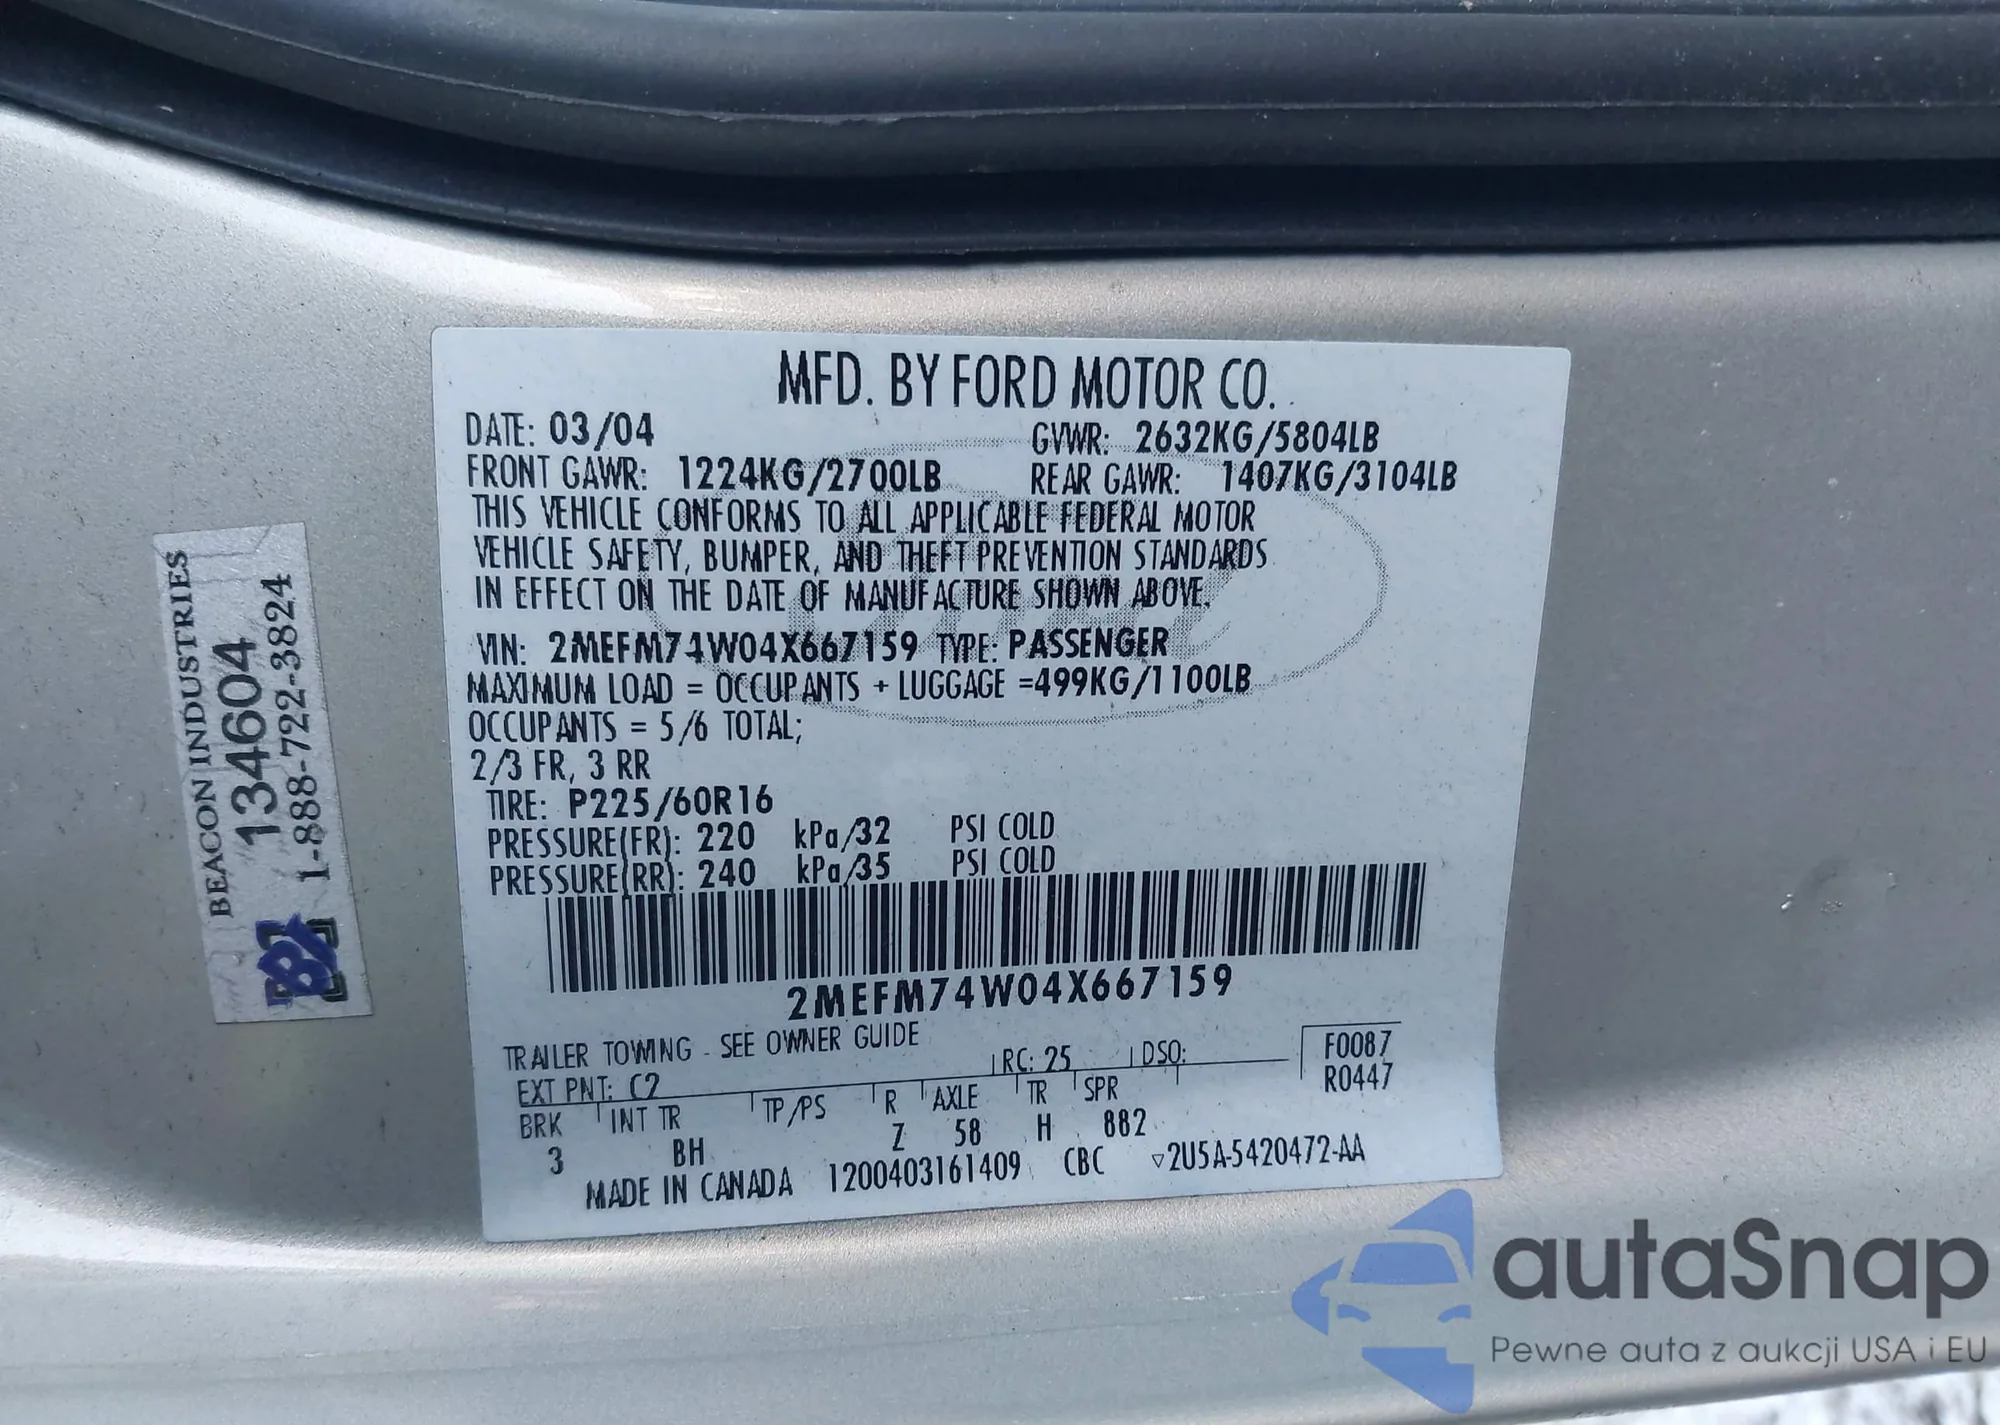 MFD. BY FORD MOTOR CO.
DATE: 03/04 GVWR: 2632KG/5804LB
FRONT GAWR: 1224KG/2700LB REAR GAWR: 1407KG/3104LB
THIS VEHICLE CONFORMS TO ALL APPLICABLE FEDERAL MOTOR
VEHICLE SAFETY, BUMPER, AND THEFT PREVENTION STANDARDS
IN EFFECT ON THE DATE OF MANUFACTURE SHOWN ABOVE.
VIN: 2MEFM74W04X667159 TYPE: PASSENGER
MAXIMUM LOAD = OCCUPANTS + LUGGAGE =499KG/1100LB
OCCUPANTS = 5/6 TOTAL;
2/3 FR, 3 RR
TIRE: P225/60R16
PRESSURE(FR): 220 kPa/32 PSI COLD
PRESSURE(RR): 240 kPa/35 PSI COLD
2MEFM74W04X667159
TRAILER TOWING - SEE OWNER GUIDE
EXT PNT: C2 RC: 25 DSO: F0087
R0447
BRK INT TR TP/PS R AXLE TR SPR
3 BH Z 58 H 882
MADE IN CANADA 1200403161409 CBC ▽2U5A-5420472-AA
BEACON INDUSTRIES
134604
1-888-722-3824
autoSnap
Pewne auta z aukcji USA i EU